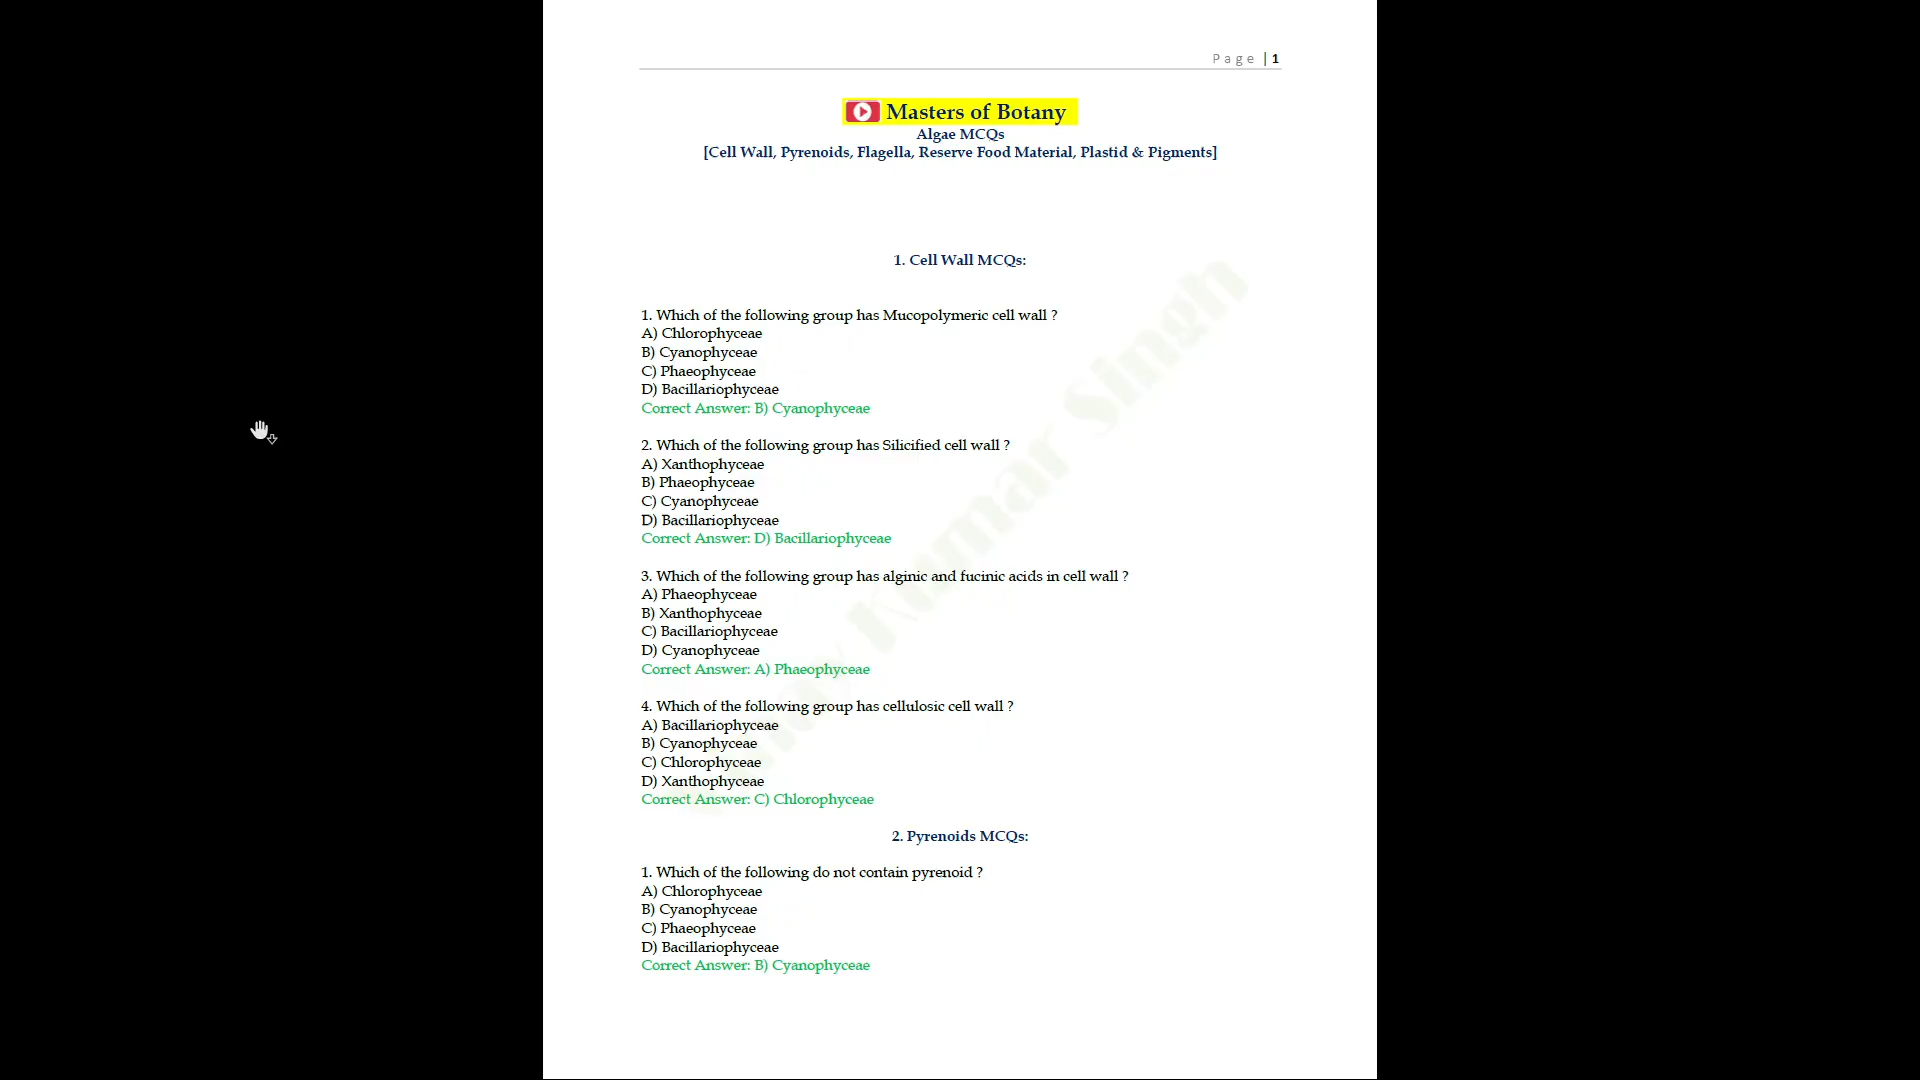 Page | 1
Masters of Botany
Algae MCQs
[Cell Wall, Pyrenoids, Flagella, Reserve Food Material, Plastid & Pigments]
1. Cell Wall MCQs:
1. Which of the following group has Mucopolymeric cell wall ?
A) Chlorophyceae
B) Cyanophyceae
C) Phaeophyceae
D) Bacillariophyceae
Correct Answer: B) Cyanophyceae
2. Which of the following group has Silicified cell wall ?
A) Xanthophyceae
B) Phaeophyceae
C) Cyanophyceae
D) Bacillariophyceae
Correct Answer: D) Bacillariophyceae
3. Which of the following group has alginic and fucinic acids in cell wall ?
A) Phaeophyceae
B) Xanthophyceae
C) Bacillariophyceae
D) Cyanophyceae
Correct Answer: A) Phaeophyceae
4. Which of the following group has cellulosic cell wall ?
A) Bacillariophyceae
B) Cyanophyceae
C) Chlorophyceae
D) Xanthophyceae
Correct Answer: C) Chlorophyceae
2. Pyrenoids MCQs:
1. Which of the following do not contain pyrenoid ?
A) Chlorophyceae
B) Cyanophyceae
C) Phaeophyceae
D) Bacillariophyceae
Correct Answer: B) Cyanophyceae
Kumar Singh